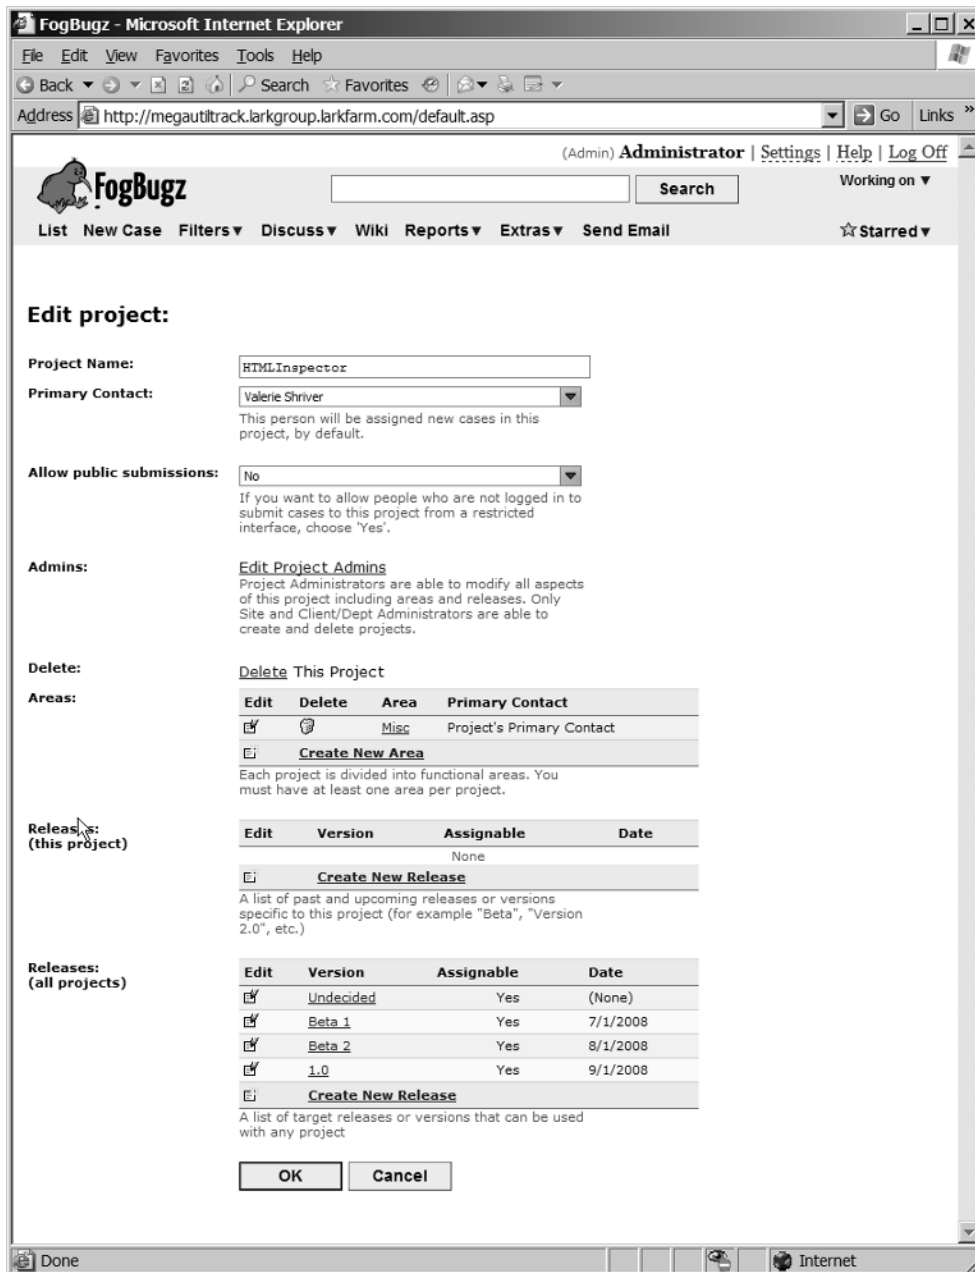 FogBugz - Microsoft Internet Explorer
File Edit View Favorites Tools Help
Back Search Favorites
Address http://megautiltrack.larkgroup.larkfarm.com/default.asp Go Links »
(Admin) Administrator | Settings | Help | Log Off
FogBugz Search Working on ▼
List New Case Filters ▼ Discuss ▼ Wiki Reports ▼ Extras ▼ Send Email ☆ Starred ▼
Edit project:
Project Name: HTMLInspector
Primary Contact: Valerie Shriver
This person will be assigned new cases in this
project, by default.
Allow public submissions: No
If you want to allow people who are not logged in to
submit cases to this project from a restricted
interface, choose 'Yes'.
Admins: Edit Project Admins
Project Administrators are able to modify all aspects
of this project including areas and releases. Only
Site and Client/Dept Administrators are able to
create and delete projects.
Delete: Delete This Project
Areas: Edit Delete Area Primary Contact
Misc Project's Primary Contact
Create New Area
Each project is divided into functional areas. You
must have at least one area per project.
Releases:
(this project)
Edit Version Assignable Date
None
Create New Release
A list of past and upcoming releases or versions
specific to this project (for example "Beta", "Version
2.0", etc.)
Releases:
(all projects)
Edit Version Assignable Date
Undecided Yes (None)
Beta 1 Yes 7/1/2008
Beta 2 Yes 8/1/2008
1.0 Yes 9/1/2008
Create New Release
A list of target releases or versions that can be used
with any project
OK Cancel
Done Internet